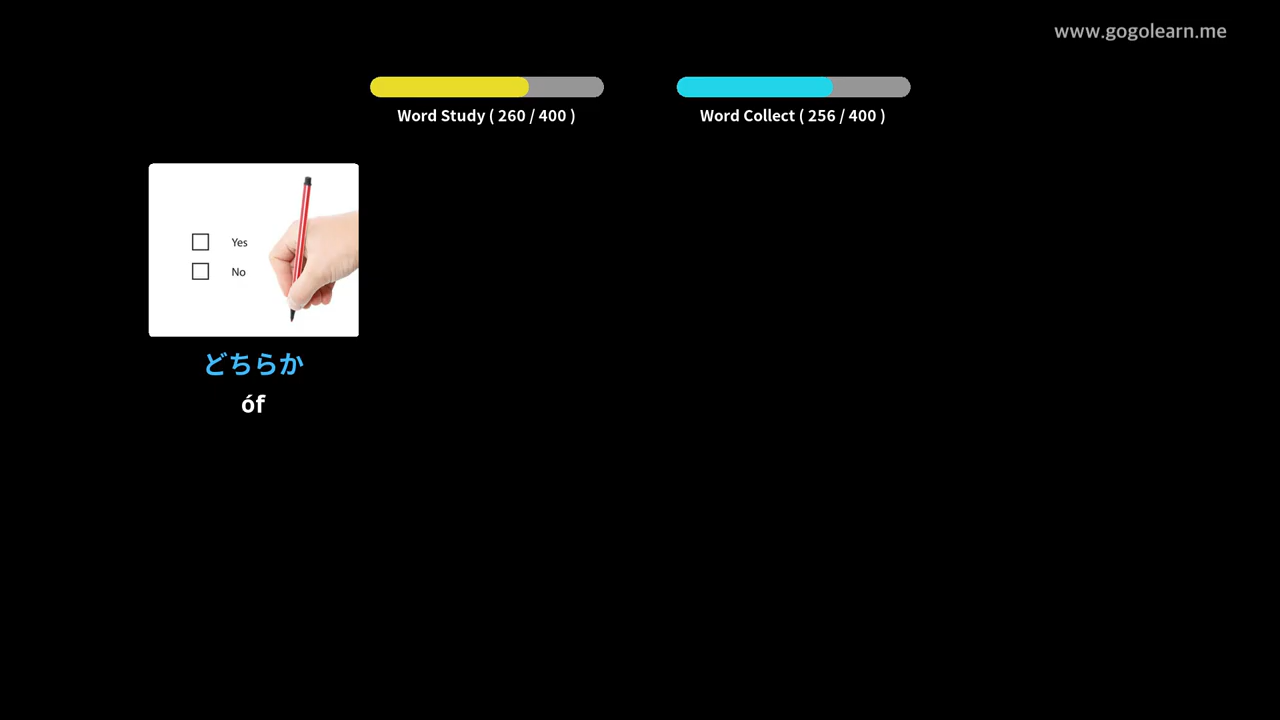 www.gogolearn.me
Word Study ( 260 / 400 )
Word Collect ( 256 / 400 )
Yes
No
どちらか
óf